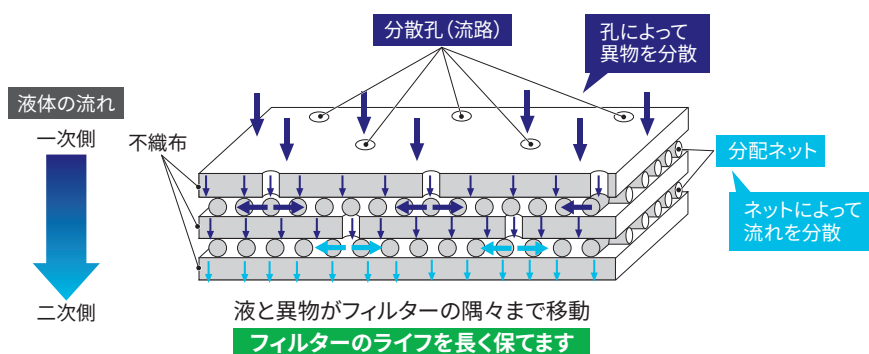 分散孔（流路）
孔によって
異物を分散
液体の流れ
一次側
不織布
分配ネット
ネットによって
流れを分散
二次側
液と異物がフィルターの隅々まで移動
フィルターのライフを長く保てます